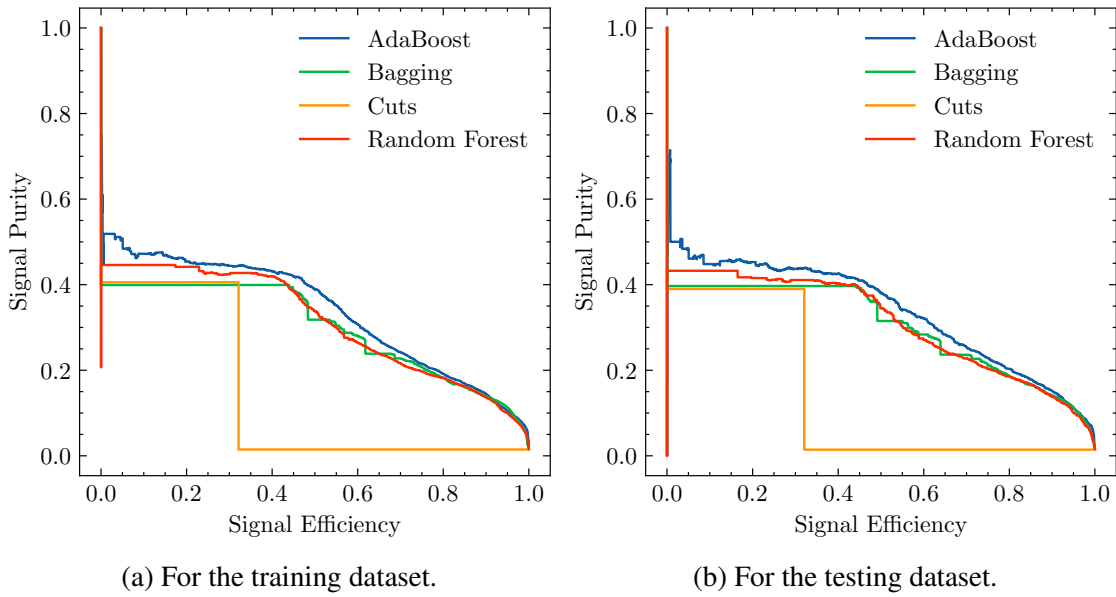 1.0
0.8
0.6
0.4
0.2
0.0
Signal Purity
AdaBoost
Bagging
Cuts
Random Forest
0.0 0.2 0.4 0.6 0.8 1.0
Signal Efficiency
(a) For the training dataset.
1.0
0.8
0.6
0.4
0.2
0.0
Signal Purity
AdaBoost
Bagging
Cuts
Random Forest
0.0 0.2 0.4 0.6 0.8 1.0
Signal Efficiency
(b) For the testing dataset.